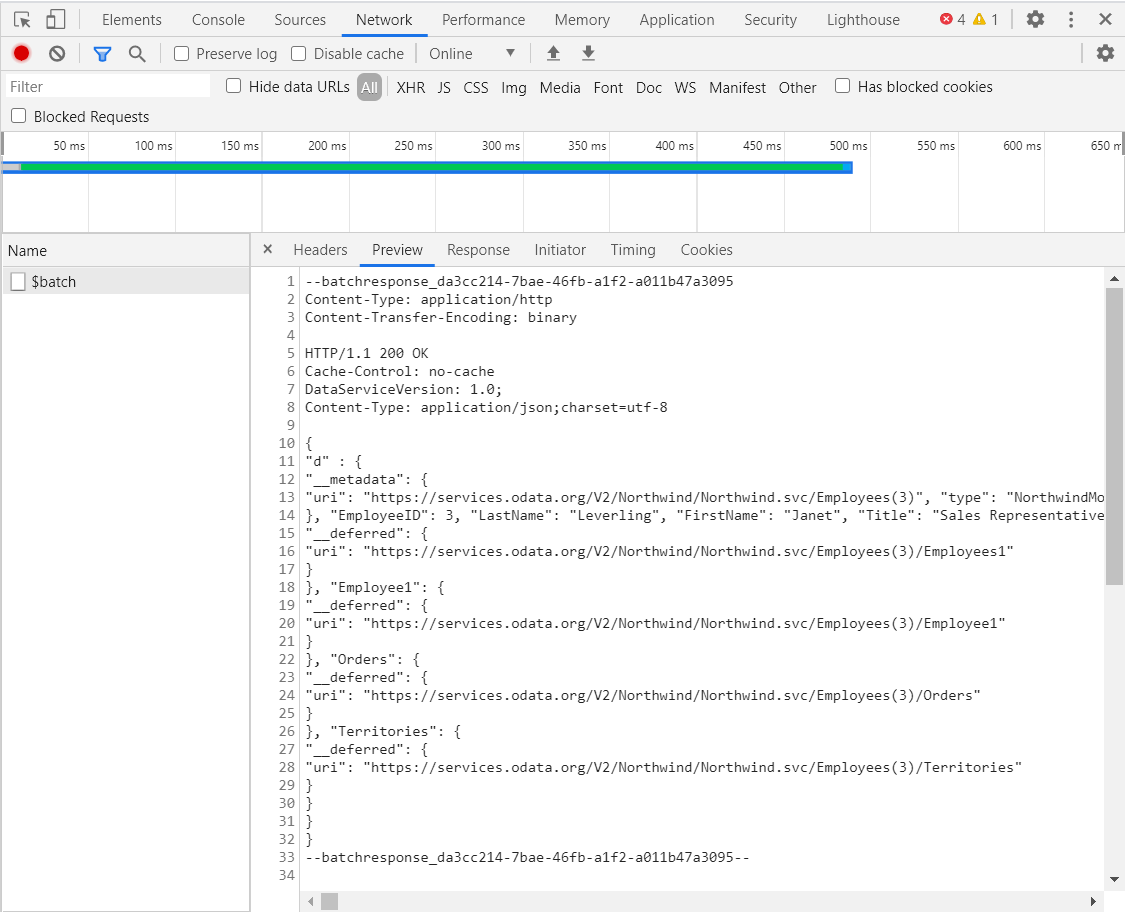 Elements Console Sources Network Performance Memory Application Security Lighthouse 4 1
Preserve log Disable cache Online
Filter Hide data URLs All XHR JS CSS Img Media Font Doc WS Manifest Other Has blocked cookies
Blocked Requests
50 ms 100 ms 150 ms 200 ms 250 ms 300 ms 350 ms 400 ms 450 ms 500 ms 550 ms 600 ms 650 m
Name × Headers Preview Response Initiator Timing Cookies
$batch
1 --batchresponse_da3cc214-7bae-46fb-a1f2-a011b47a3095
2 Content-Type: application/http
3 Content-Transfer-Encoding: binary
4
5 HTTP/1.1 200 OK
6 Cache-Control: no-cache
7 DataServiceVersion: 1.0;
8 Content-Type: application/json;charset=utf-8
9
10 {
11 "d" : {
12 "__metadata": {
13 "uri": "https://services.odata.org/V2/Northwind/Northwind.svc/Employees(3)", "type": "NorthwindMo
14 }, "EmployeeID": 3, "LastName": "Leverling", "FirstName": "Janet", "Title": "Sales Representative
15 "__deferred": {
16 "uri": "https://services.odata.org/V2/Northwind/Northwind.svc/Employees(3)/Employees1"
17 }
18 }, "Employee1": {
19 "__deferred": {
20 "uri": "https://services.odata.org/V2/Northwind/Northwind.svc/Employees(3)/Employee1"
21 }
22 }, "Orders": {
23 "__deferred": {
24 "uri": "https://services.odata.org/V2/Northwind/Northwind.svc/Employees(3)/Orders"
25 }
26 }, "Territories": {
27 "__deferred": {
28 "uri": "https://services.odata.org/V2/Northwind/Northwind.svc/Employees(3)/Territories"
29 }
30 }
31 }
32 }
33 --batchresponse_da3cc214-7bae-46fb-a1f2-a011b47a3095--
34